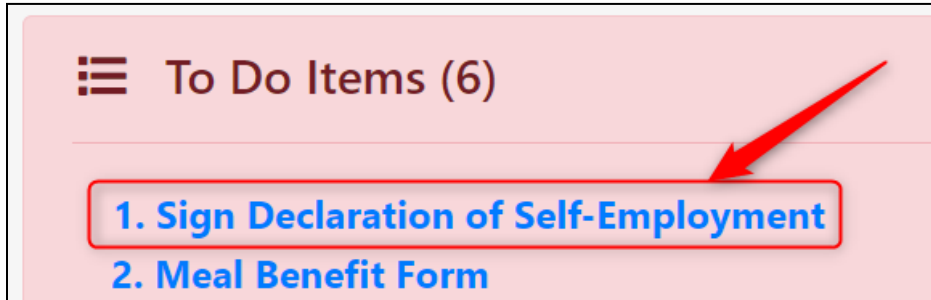 To Do Items (6)
1. Sign Declaration of Self-Employment
2. Meal Benefit Form